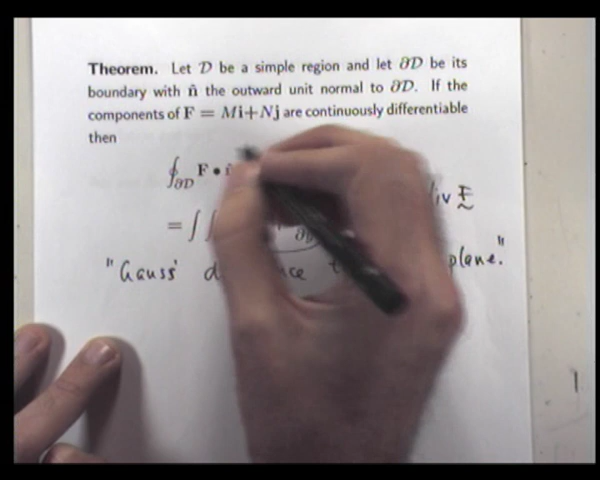 Theorem. Let 𝒟 be a simple region and let ∂𝒟 be its
boundary with n̂ the outward unit normal to ∂𝒟. If the
components of F = Mi+Nj are continuously differentiable
then
∮∂𝒟 F •
iv F
= ∫∫
"Gauss' plane."